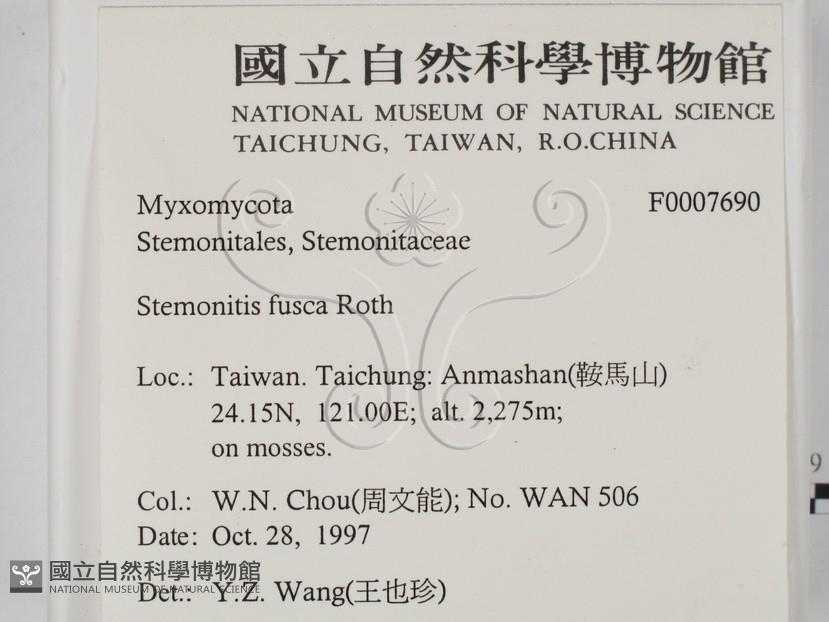 國立自然科學博物館
NATIONAL MUSEUM OF NATURAL SCIENCE
TAICHUNG, TAIWAN, R.O.CHINA
Myxomycota F0007690
Stemonitales, Stemonitaceae
Stemonitis fusca Roth
Loc.: Taiwan. Taichung: Anmashan(鞍馬山)
24.15N, 121.00E; alt. 2,275m;
on mosses.
Col.: W.N. Chou(周文能); No. WAN 506
Date: Oct. 28, 1997
Det.: Y.Z. Wang(王也珍)
國立自然科學博物館
NATIONAL MUSEUM OF NATURAL SCIENCE
9